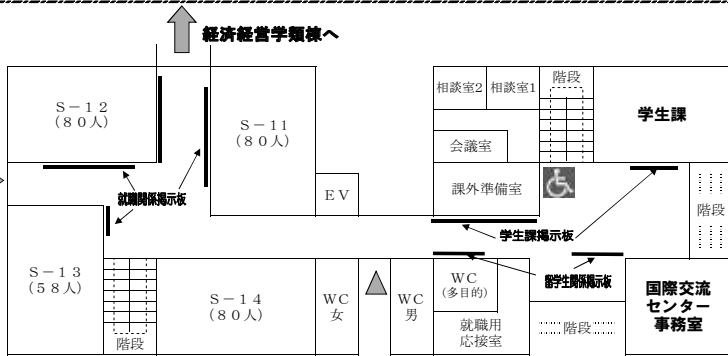 経済経営学類棟へ
Ｓ－１２
（８０人）
Ｓ－１１
（８０人）
相談室2
相談室1
階段
学生課
会議室
課外準備室
ＥＶ
階段
就職関係掲示板
学生課掲示板
留学生関係掲示板
Ｓ－１３
（５８人）
階段
Ｓ－１４
（８０人）
ＷＣ
女
ＷＣ
男
ＷＣ
(多目的)
就職用
応接室
階段
国際交流
センター
事務室